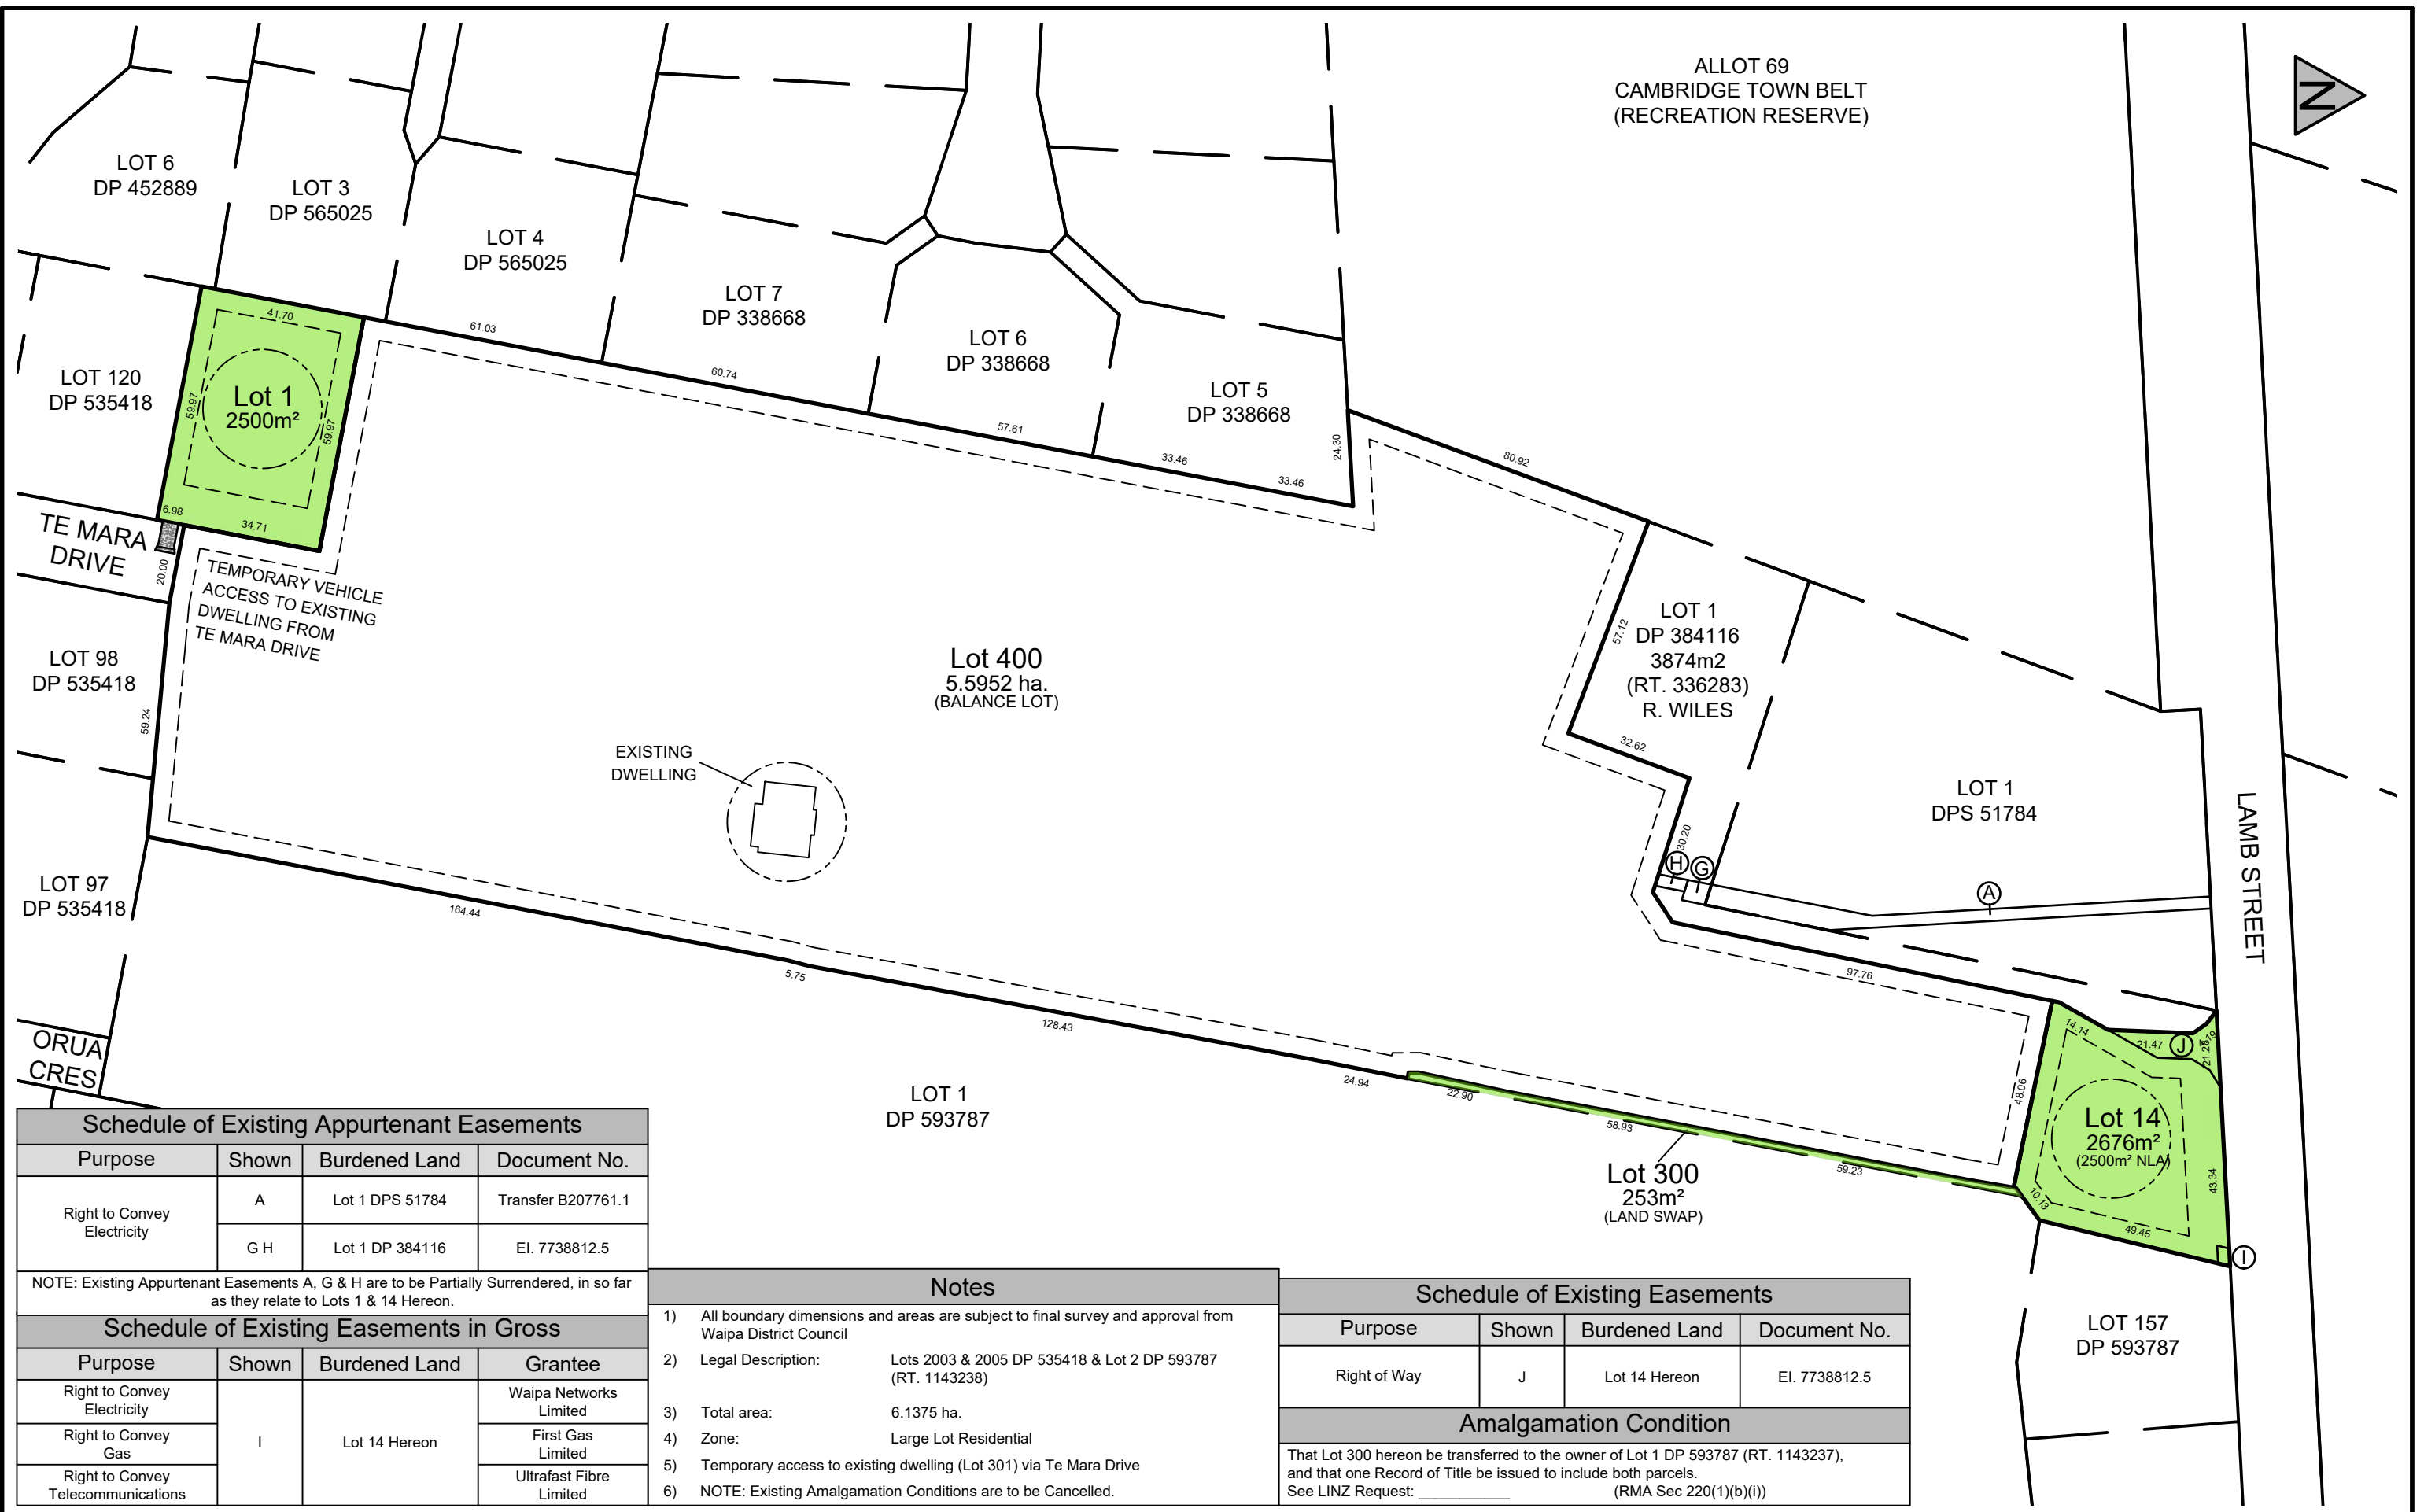 ALLOT 69
CAMBRIDGE TOWN BELT
(RECREATION RESERVE)
N
LOT 6
DP 452889
LOT 3
DP 565025
LOT 4
DP 565025
LOT 7
DP 338668
LOT 6
DP 338668
LOT 5
DP 338668
LOT 120
DP 535418
Lot 1
2500m²
41.70
59.97
59.97
6.98
34.71
61.03
60.74
57.61
33.46
33.46
24.30
80.92
57.12
32.62
30.20
TE MARA
DRIVE
20.00
TEMPORARY VEHICLE
ACCESS TO EXISTING
DWELLING FROM
TE MARA DRIVE
LOT 98
DP 535418
59.24
Lot 400
5.5952 ha.
(BALANCE LOT)
EXISTING
DWELLING
LOT 1
DP 384116
3874m2
(RT. 336283)
R. WILES
LOT 1
DPS 51784
LAMB STREET
H
G
A
LOT 97
DP 535418
164.44
5.75
128.43
24.94
22.90
58.93
59.23
97.76
48.06
14.14
21.47
J
21.26
Lot 14
2676m²
(2500m² NLA)
43.34
10.13
49.45
I
ORUA
CRES
LOT 1
DP 593787
Lot 300
253m²
(LAND SWAP)
LOT 157
DP 593787
Schedule of Existing Appurtenant Easements
Purpose Shown Burdened Land Document No.
Right to Convey
Electricity
A Lot 1 DPS 51784 Transfer B207761.1
G H Lot 1 DP 384116 EI. 7738812.5
NOTE: Existing Appurtenant Easements A, G & H are to be Partially Surrendered, in so far
as they relate to Lots 1 & 14 Hereon.
Schedule of Existing Easements in Gross
Purpose Shown Burdened Land Grantee
Right to Convey
Electricity
Waipa Networks
Limited
Right to Convey
Gas
I Lot 14 Hereon
First Gas
Limited
Right to Convey
Telecommunications
Ultrafast Fibre
Limited
Notes
1) All boundary dimensions and areas are subject to final survey and approval from
Waipa District Council
2) Legal Description: Lots 2003 & 2005 DP 535418 & Lot 2 DP 593787
(RT. 1143238)
3) Total area: 6.1375 ha.
4) Zone: Large Lot Residential
5) Temporary access to existing dwelling (Lot 301) via Te Mara Drive
6) NOTE: Existing Amalgamation Conditions are to be Cancelled.
Schedule of Existing Easements
Purpose Shown Burdened Land Document No.
Right of Way J Lot 14 Hereon EI. 7738812.5
Amalgamation Condition
That Lot 300 hereon be transferred to the owner of Lot 1 DP 593787 (RT. 1143237),
and that one Record of Title be issued to include both parcels.
See LINZ Request: ___________ (RMA Sec 220(1)(b)(i))